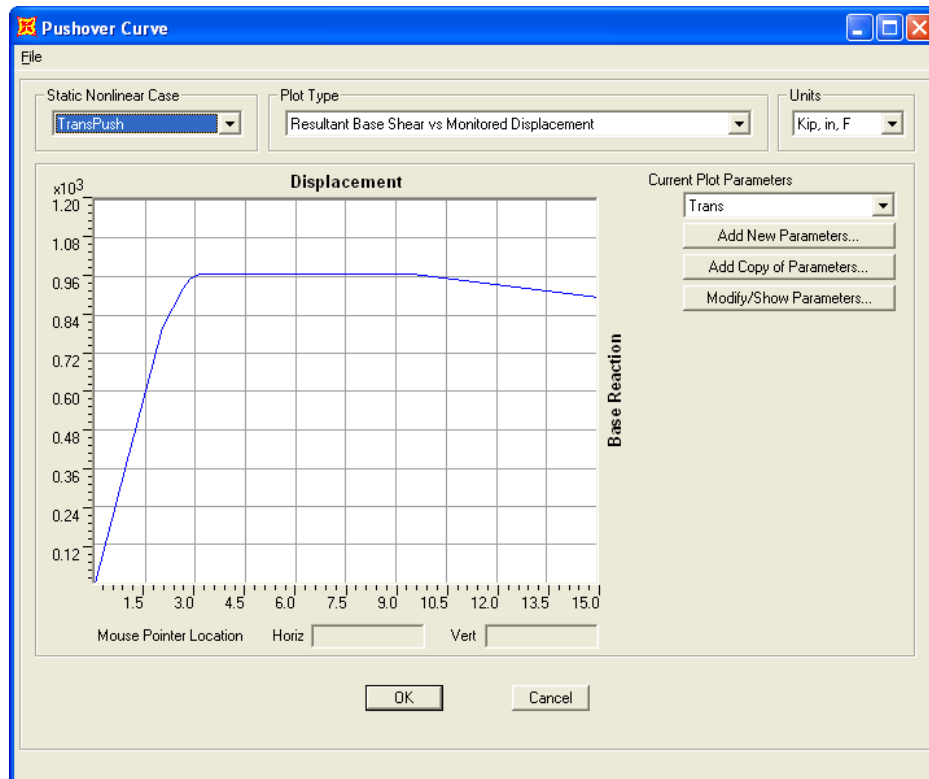 Pushover Curve
File
Static Nonlinear Case
TransPush
Plot Type
Resultant Base Shear vs Monitored Displacement
Units
Kip, in, F
Displacement
x10³
1.20
1.08
0.96
0.84
0.72
0.60
0.48
0.36
0.24
0.12
1.5 3.0 4.5 6.0 7.5 9.0 10.5 12.0 13.5 15.0
Base Reaction
Mouse Pointer Location Horiz Vert
Current Plot Parameters
Trans
Add New Parameters...
Add Copy of Parameters...
Modify/Show Parameters...
OK Cancel